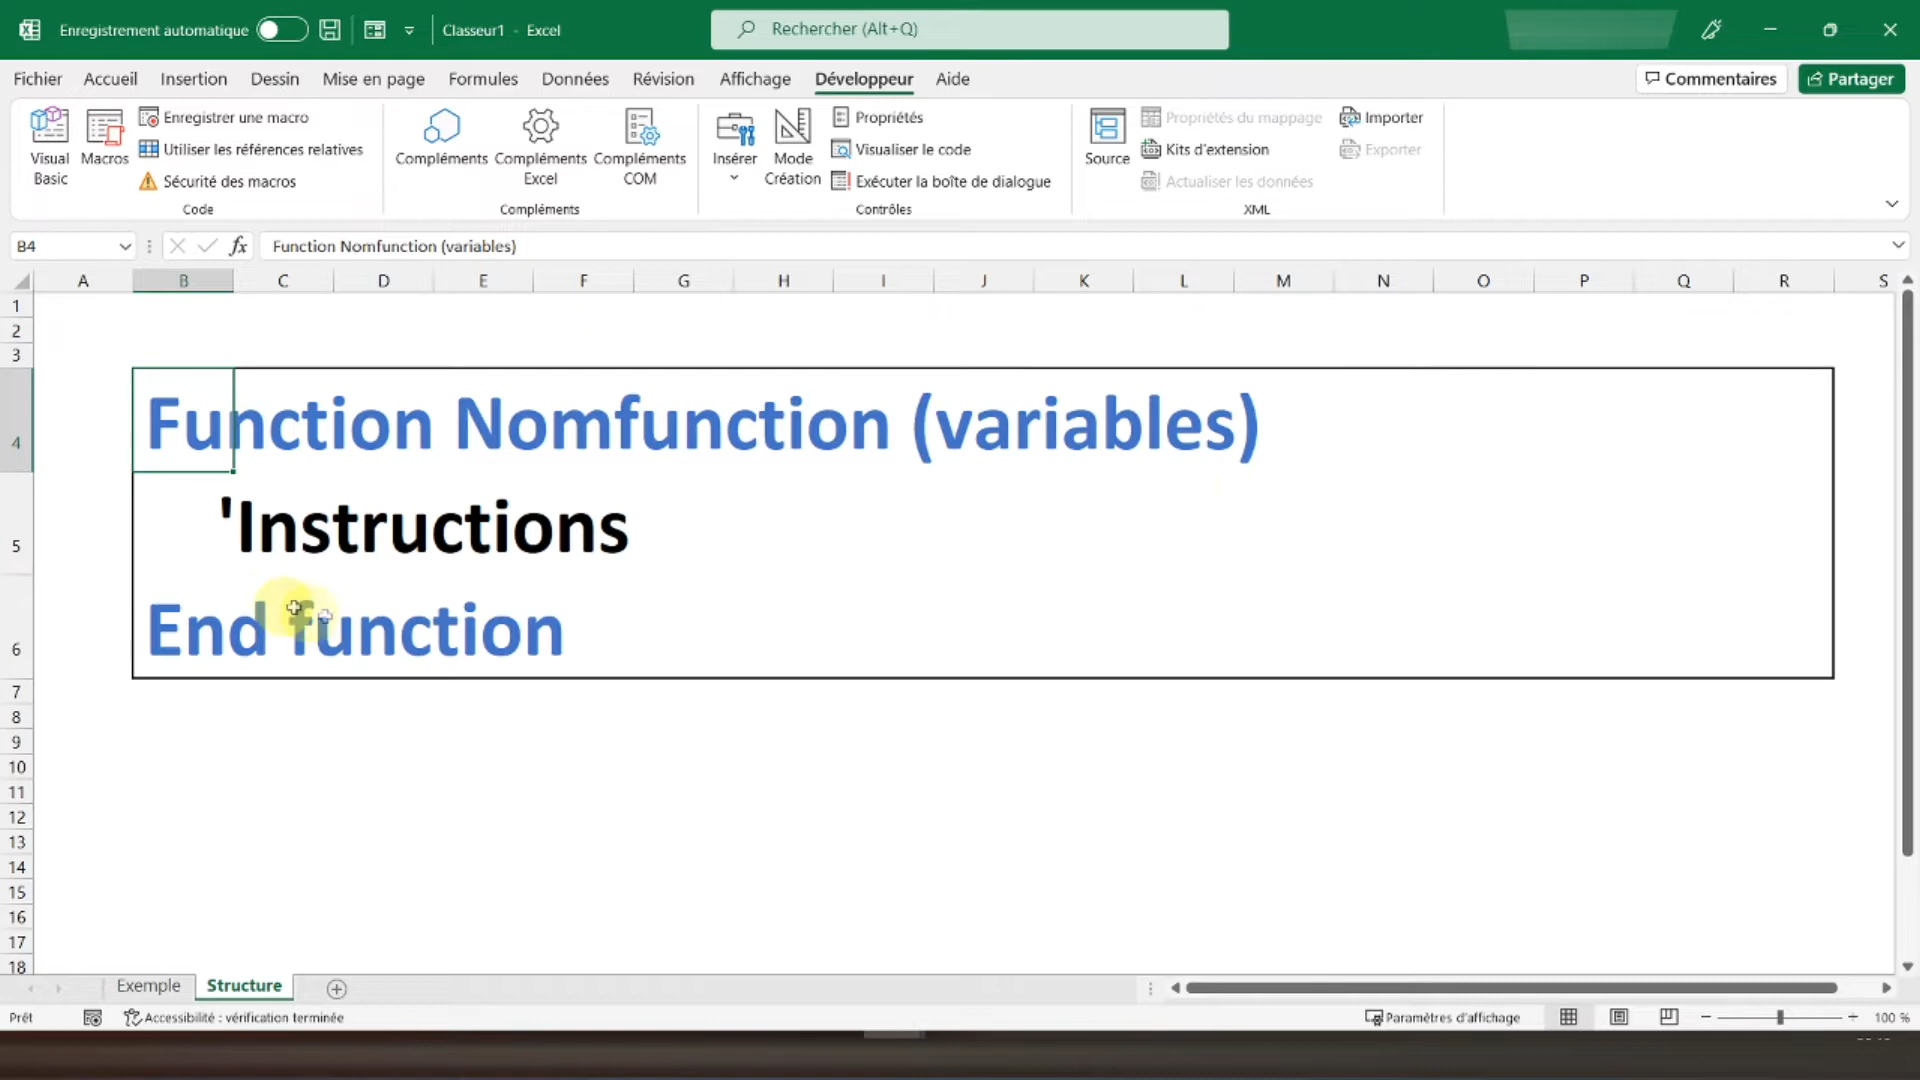 Enregistrement automatique
Classeur1 - Excel
Rechercher (Alt+Q)
Fichier Accueil Insertion Dessin Mise en page Formules Données Révision Affichage Développeur Aide
Commentaires Partager
Visual Basic
Macros
Enregistrer une macro
Utiliser les références relatives
Sécurité des macros
Code
Compléments
Compléments Excel
Compléments COM
Compléments
Insérer
Mode Création
Propriétés
Visualiser le code
Exécuter la boîte de dialogue
Contrôles
Source
Propriétés du mappage
Kits d'extension
Actualiser les données
Importer
Exporter
XML
B4 fx Function Nomfunction (variables)
A B C D E F G H I J K L M N O P Q R S
1
2
3
4 Function Nomfunction (variables)
5 'Instructions
6 End function
7
8
9
10
11
12
13
14
15
16
17
18
Exemple Structure
Prêt Accessibilité : vérification terminée Paramètres d'affichage 100 %